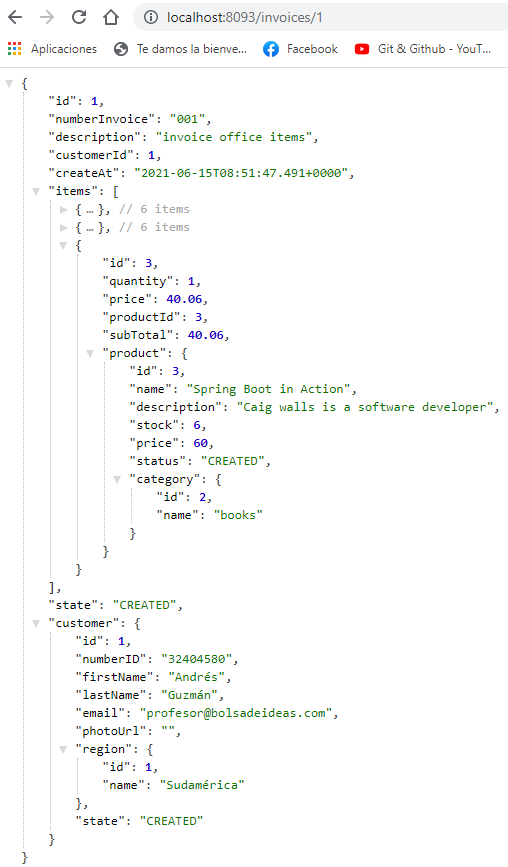 localhost:8093/invoices/1
Aplicaciones Te damos la bienve... Facebook Git & Github - YouT...
{
"id": 1,
"numberInvoice": "001",
"description": "invoice office items",
"customerId": 1,
"createAt": "2021-06-15T08:51:47.491+0000",
"items": [
{ … }, // 6 items
{ … }, // 6 items
{
"id": 3,
"quantity": 1,
"price": 40.06,
"productId": 3,
"subTotal": 40.06,
"product": {
"id": 3,
"name": "Spring Boot in Action",
"description": "Caig walls is a software developer",
"stock": 6,
"price": 60,
"status": "CREATED",
"category": {
"id": 2,
"name": "books"
}
}
}
],
"state": "CREATED",
"customer": {
"id": 1,
"numberID": "32404580",
"firstName": "Andrés",
"lastName": "Guzmán",
"email": "profesor@bolsadeideas.com",
"photoUrl": "",
"region": {
"id": 1,
"name": "Sudamérica"
},
"state": "CREATED"
}
}